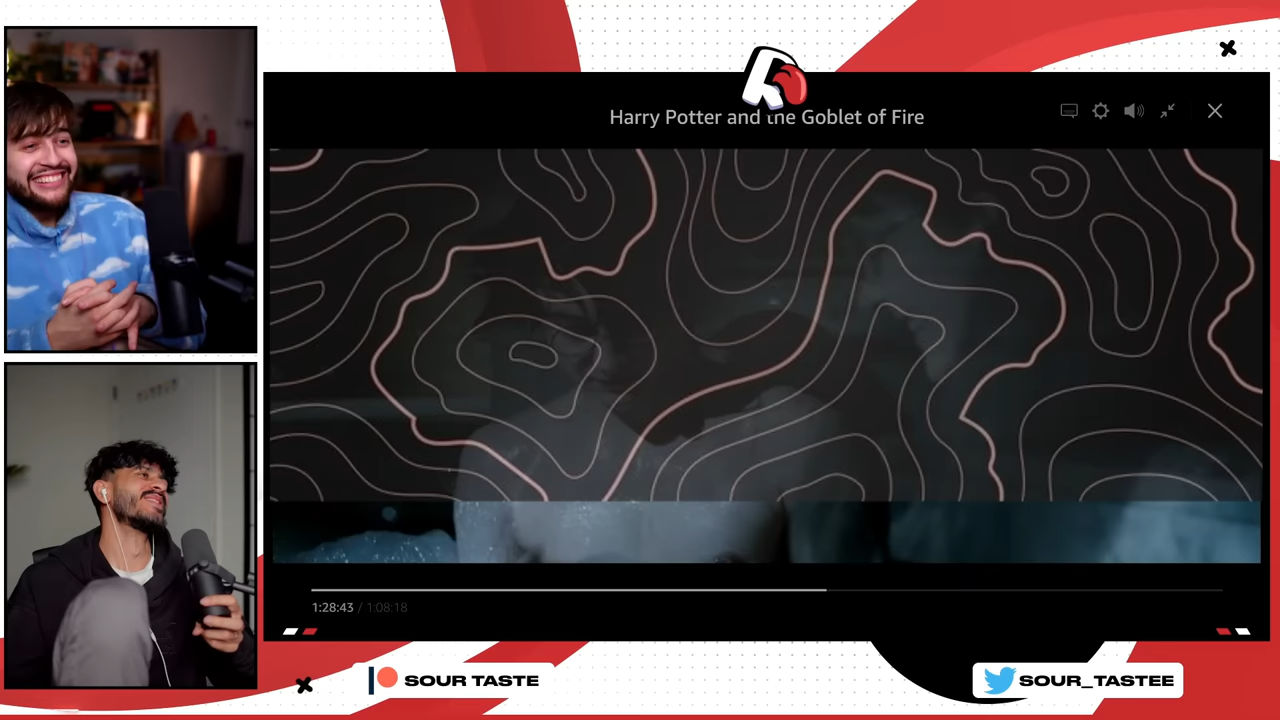 Harry Potter and the Goblet of Fire
1:28:43 / 1:08:18
SOUR TASTE
SOUR_TASTEE